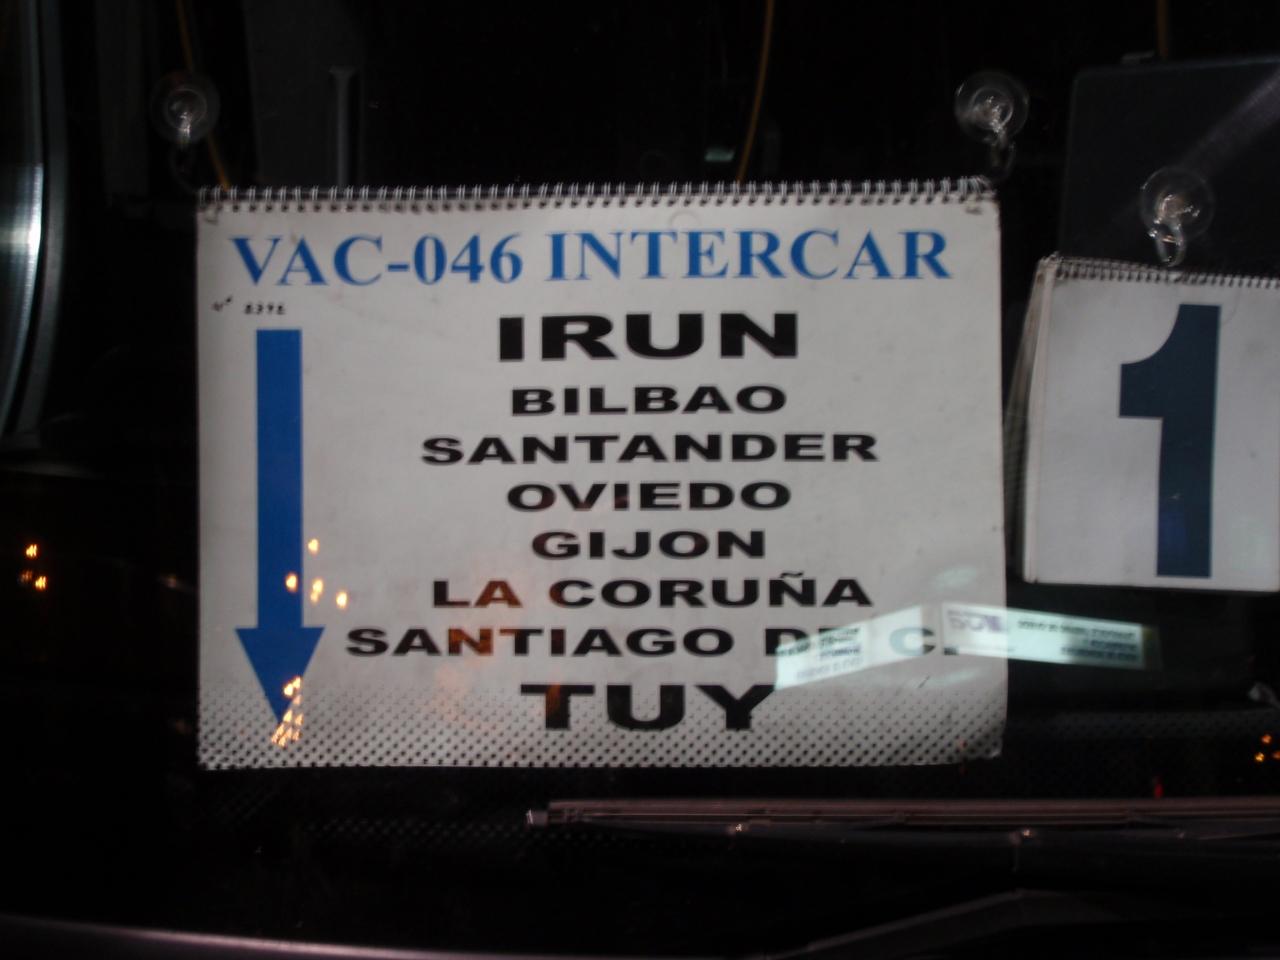 VAC-046 INTERCAR
IRUN
BILBAO
SANTANDER
OVIEDO
GIJON
LA CORUÑA
SANTIAGO DE C.
TUY
1